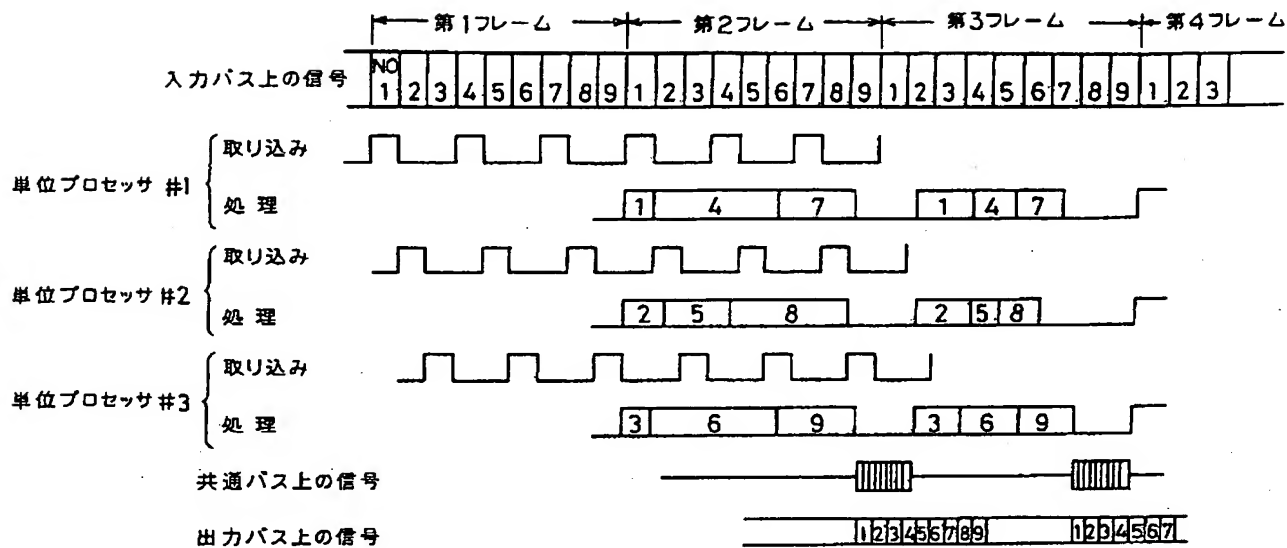 第1フレーム 第2フレーム 第3フレーム 第4フレーム
入力バス上の信号 NO 1 2 3 4 5 6 7 8 9 1 2 3 4 5 6 7 8 9 1 2 3 4 5 6 7 8 9 1 2 3
単位プロセッサ #1
取り込み
処理 1 4 7 1 4 7
単位プロセッサ #2
取り込み
処理 2 5 8 2 5 8
単位プロセッサ #3
取り込み
処理 3 6 9 3 6 9
共通バス上の信号
出力バス上の信号 1 2 3 4 5 6 7 8 9 1 2 3 4 5 6 7